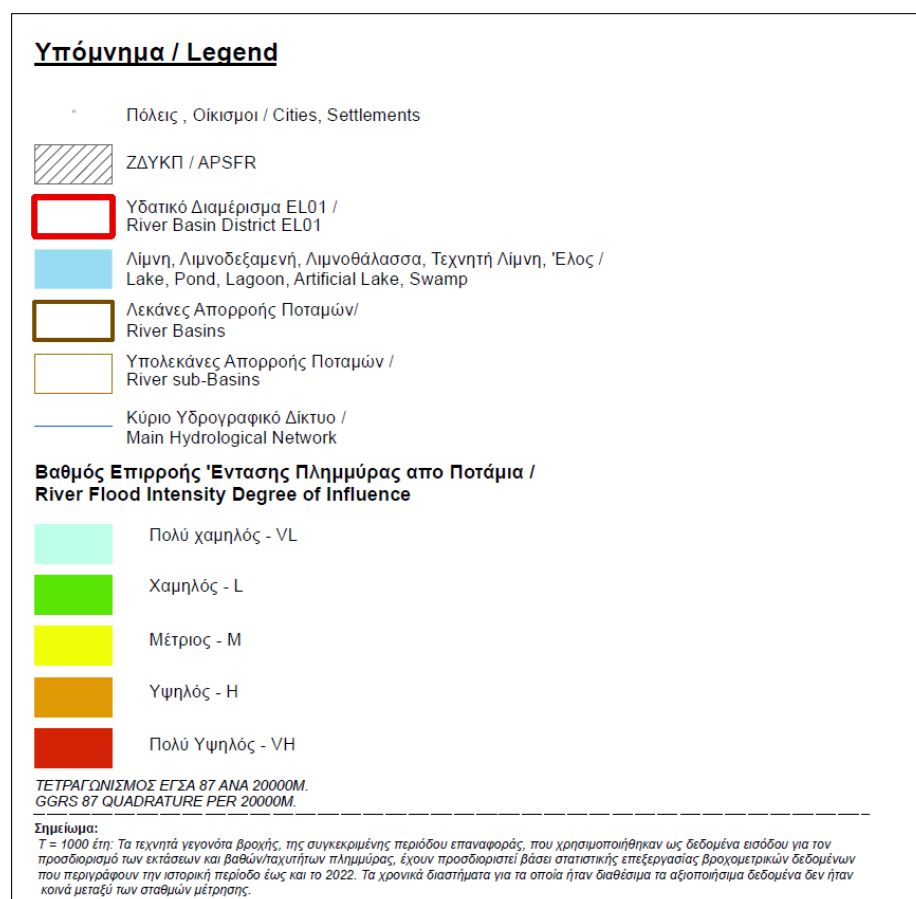 Υπόμνημα / Legend
Πόλεις , Οίκισμοι / Cities, Settlements
ΖΔΥΚΠ / APSFR
Υδατικό Διαμέρισμα EL01 /
River Basin District EL01
Λίμνη, Λιμνοδεξαμενή, Λιμνοθάλασσα, Τεχνητή Λίμνη, 'Ελος /
Lake, Pond, Lagoon, Artificial Lake, Swamp
Λεκάνες Απορροής Ποταμών/
River Basins
Υπολεκάνες Απορροής Ποταμών /
River sub-Basins
Κύριο Υδρογραφικό Δίκτυο /
Main Hydrological Network
Βαθμός Επιρροής 'Εντασης Πλημμύρας απο Ποτάμια /
River Flood Intensity Degree of Influence
Πολύ χαμηλός - VL
Χαμηλός - L
Μέτριος - M
Υψηλός - H
Πολύ Υψηλός - VH
ΤΕΤΡΑΓΩΝΙΣΜΟΣ ΕΓΣΑ 87 ΑΝΑ 20000Μ.
GGRS 87 QUADRATURE PER 20000M.
Σημείωμα:
T = 1000 έτη: Τα τεχνητά γεγονότα βροχής, της συγκεκριμένης περιόδου επαναφοράς, που χρησιμοποιήθηκαν ως δεδομένα εισόδου για τον
προσδιορισμό των εκτάσεων και βαθών/ταχυτήτων πλημμύρας, έχουν προσδιοριστεί βάσει στατιστικής επεξεργασίας βροχομετρικών δεδομένων
που περιγράφουν την ιστορική περίοδο έως και το 2022. Τα χρονικά διαστήματα για τα οποία ήταν διαθέσιμα τα αξιοποιήσιμα δεδομένα δεν ήταν
κοινά μεταξύ των σταθμών μέτρησης.